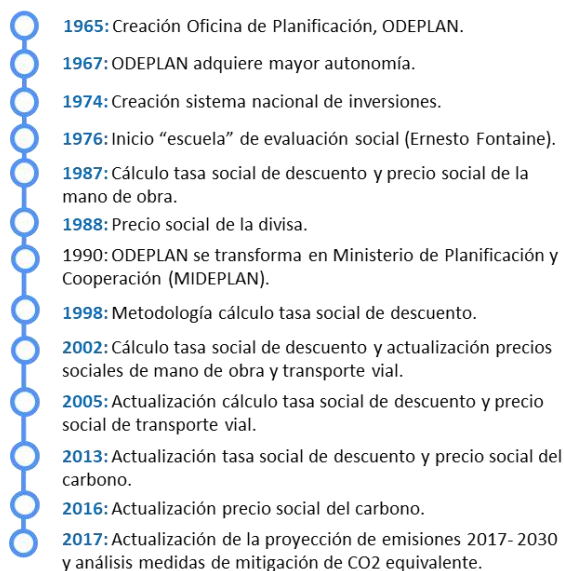 1965: Creación Oficina de Planificación, ODEPLAN.
1967: ODEPLAN adquiere mayor autonomía.
1974: Creación sistema nacional de inversiones.
1976: Inicio “escuela” de evaluación social (Ernesto Fontaine).
1987: Cálculo tasa social de descuento y precio social de la
mano de obra.
1988: Precio social de la divisa.
1990: ODEPLAN se transforma en Ministerio de Planificación y
Cooperación (MIDEPLAN).
1998: Metodología cálculo tasa social de descuento.
2002: Cálculo tasa social de descuento y actualización precios
sociales de mano de obra y transporte vial.
2005: Actualización cálculo tasa social de descuento y precio
social de transporte vial.
2013: Actualización tasa social de descuento y precio social del
carbono.
2016: Actualización precio social del carbono.
2017: Actualización de la proyección de emisiones 2017- 2030
y análisis medidas de mitigación de CO2 equivalente.